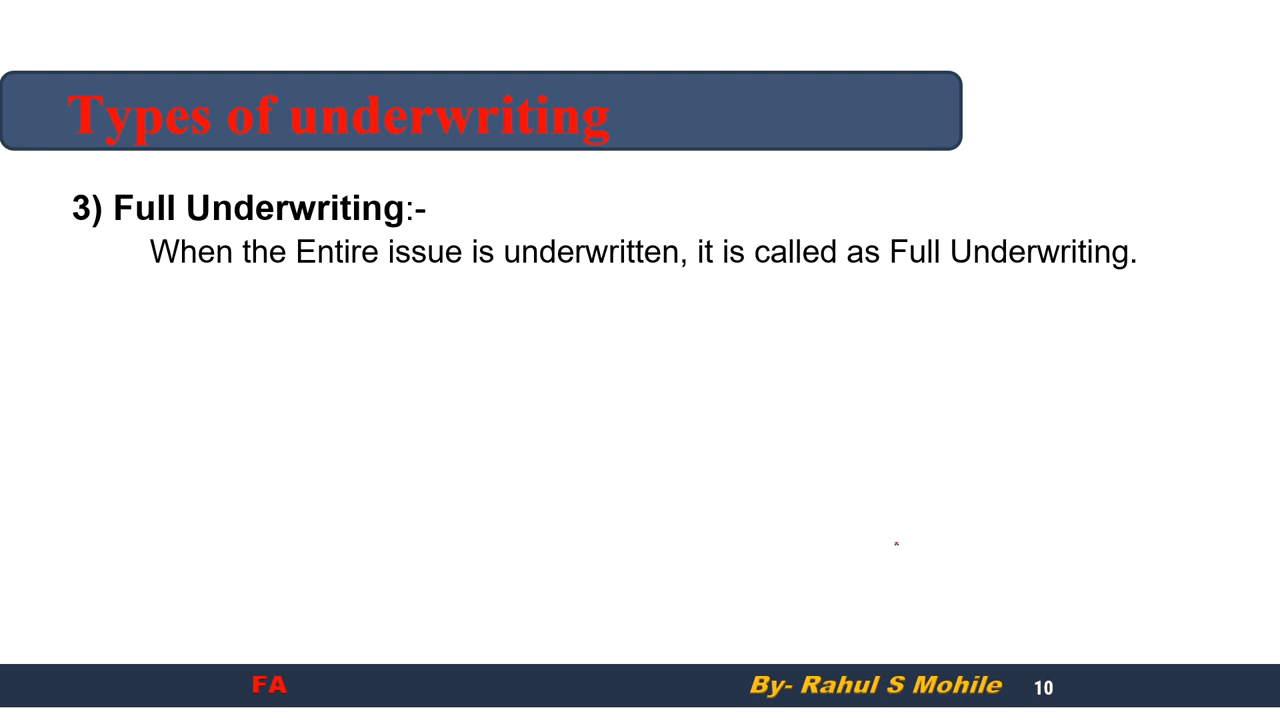 Types of underwriting
3) Full Underwriting:-
When the Entire issue is underwritten, it is called as Full Underwriting.
FA
By- Rahul S Mohile
10